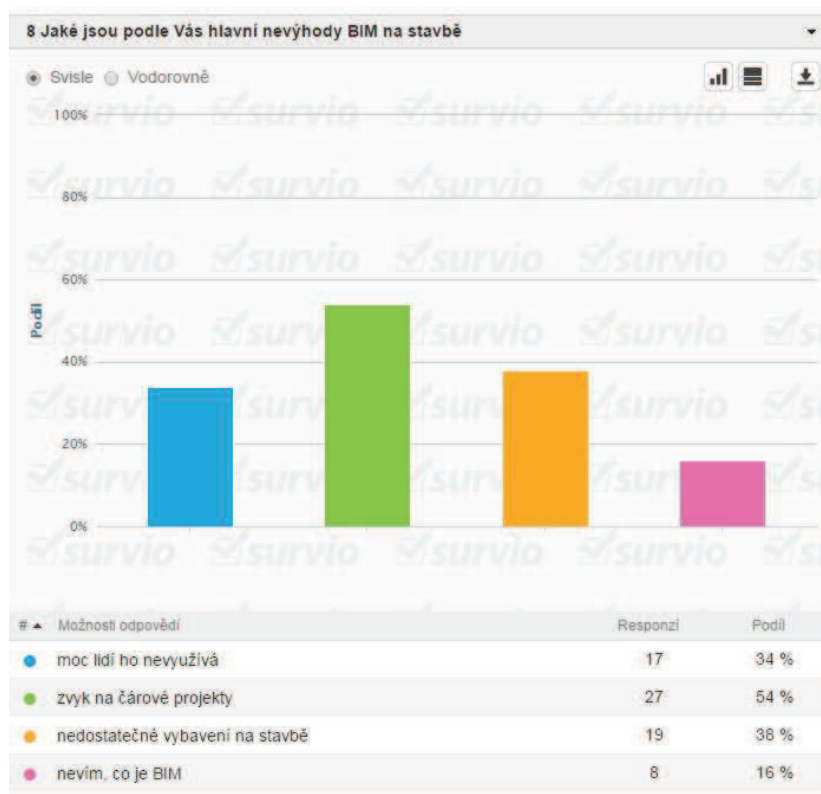 8 Jaké jsou podle Vás hlavní nevýhody BIM na stavbě
Svisle Vodorovně
100%
80%
60%
40%
20%
0%
Podíl
survio
# Možnosti odpovědí Responzí Podíl
moc lidí ho nevyužívá 17 34 %
zvyk na čárové projekty 27 54 %
nedostatečné vybavení na stavbě 19 38 %
nevím, co je BIM 8 16 %